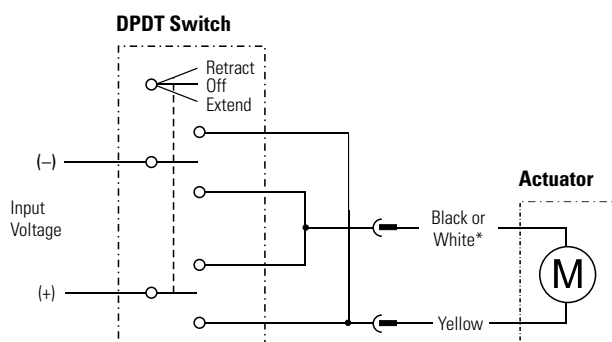 DPDT Switch
Retract
Off
Extend
(–)
Input
Voltage
(+)
Actuator
Black or
White*
M
Yellow